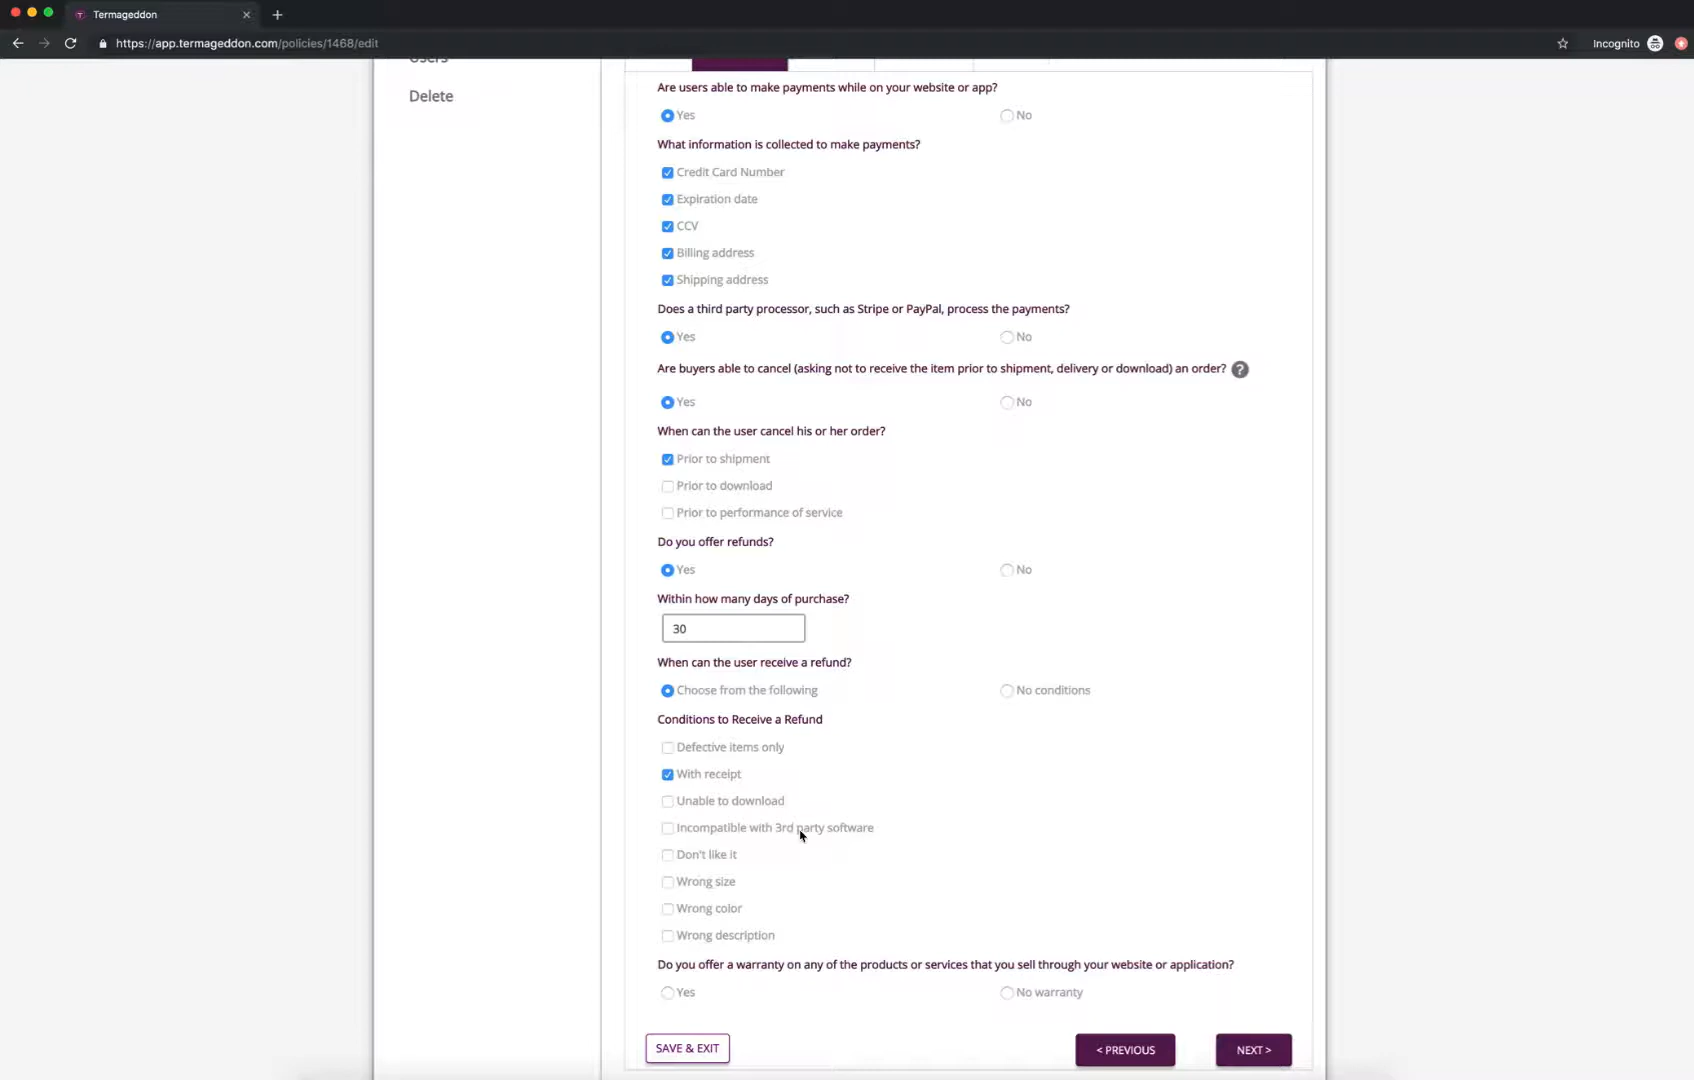 Termageddon
https://app.termageddon.com/policies/1468/edit
Incognito
Users
Delete
Are users able to make payments while on your website or app?
Yes No
What information is collected to make payments?
Credit Card Number
Expiration date
CCV
Billing address
Shipping address
Does a third party processor, such as Stripe or PayPal, process the payments?
Yes No
Are buyers able to cancel (asking not to receive the item prior to shipment, delivery or download) an order? ?
Yes No
When can the user cancel his or her order?
Prior to shipment
Prior to download
Prior to performance of service
Do you offer refunds?
Yes No
Within how many days of purchase?
30
When can the user receive a refund?
Choose from the following No conditions
Conditions to Receive a Refund
Defective items only
With receipt
Unable to download
Incompatible with 3rd party software
Don't like it
Wrong size
Wrong color
Wrong description
Do you offer a warranty on any of the products or services that you sell through your website or application?
Yes No warranty
SAVE & EXIT < PREVIOUS NEXT >